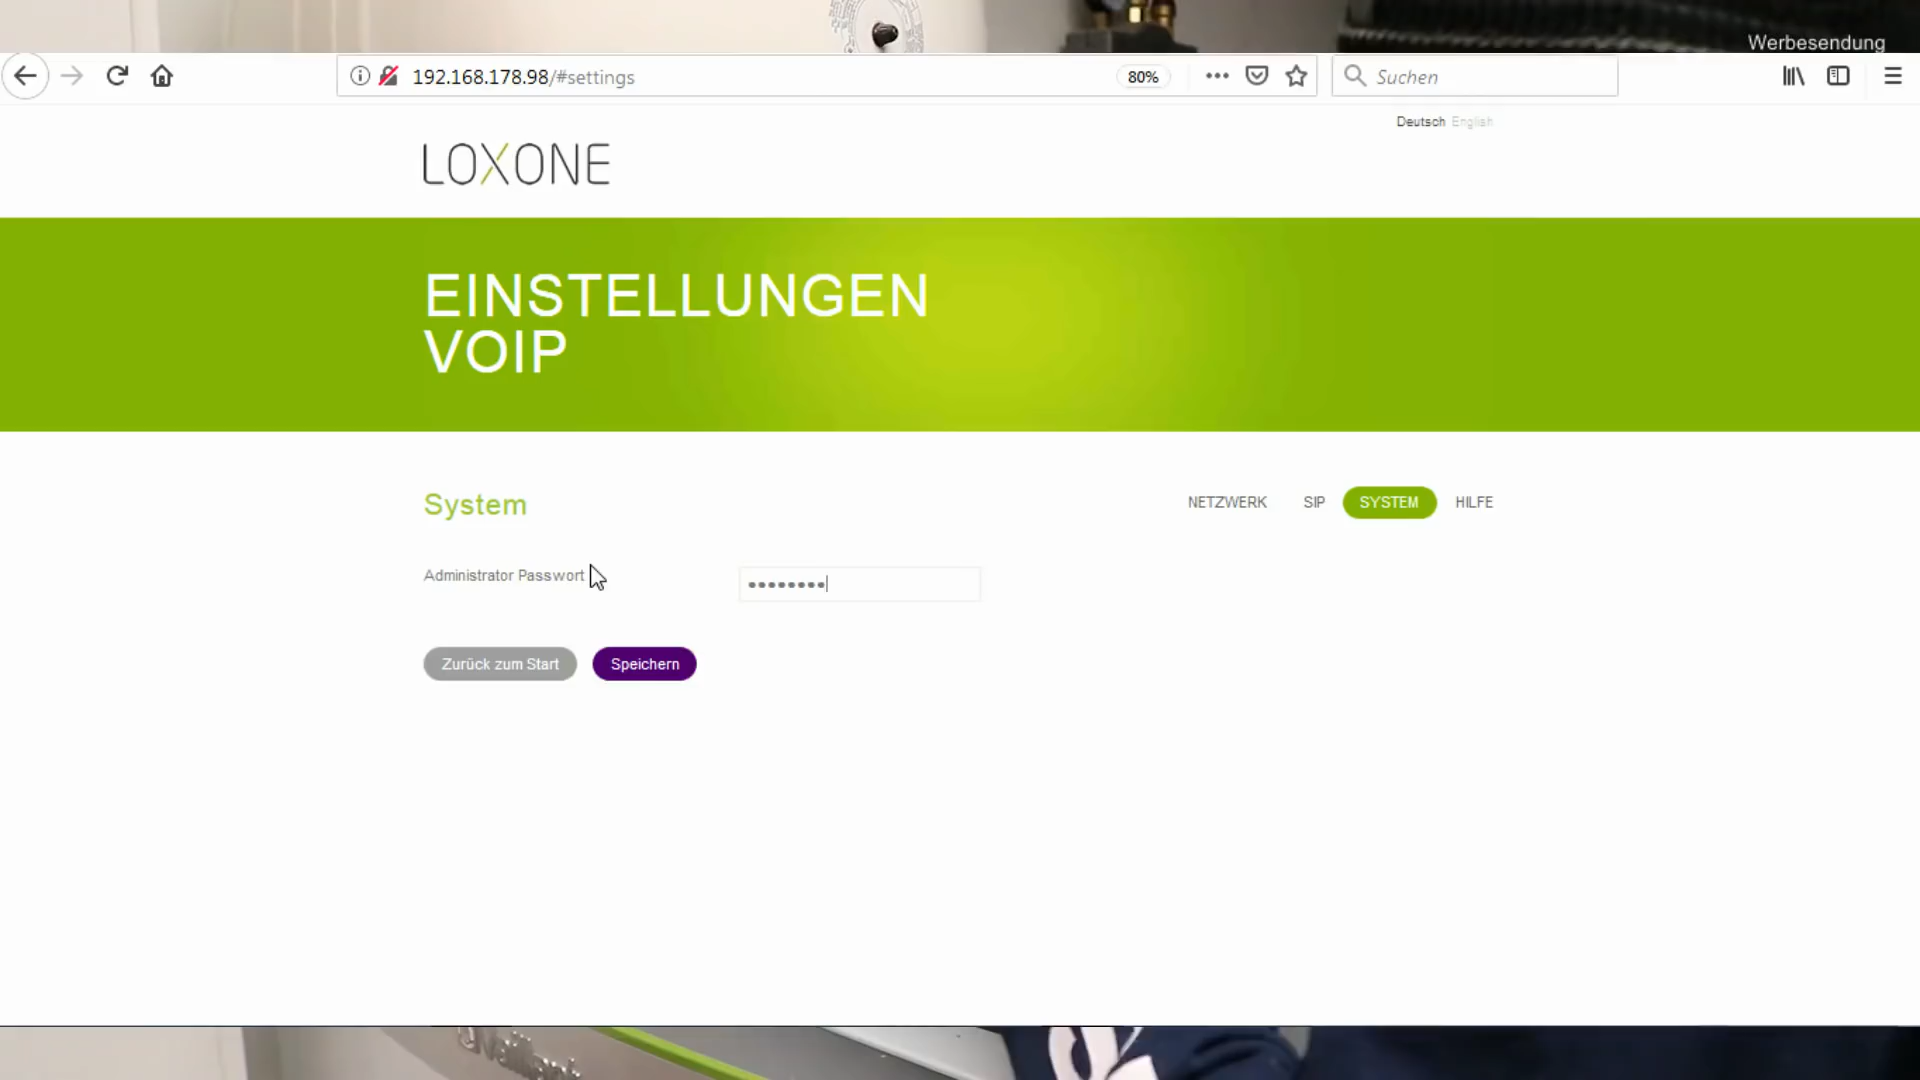 Werbesendung
192.168.178.98/#settings
80%
Suchen
Deutsch English
LOXONE
EINSTELLUNGEN
VOIP
System
NETZWERK SIP SYSTEM HILFE
Administrator Passwort
Zurück zum Start Speichern